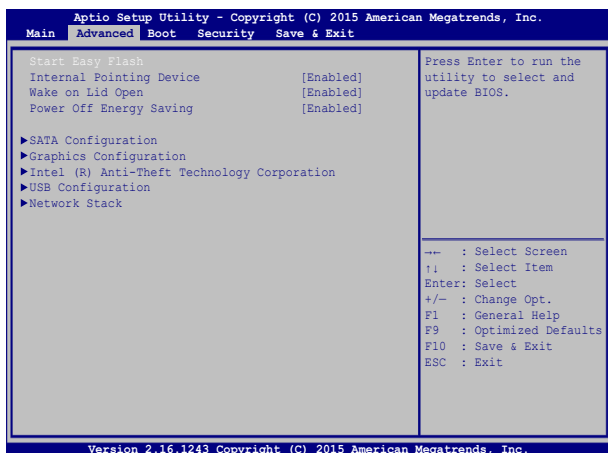 Aptio Setup Utility - Copyright (C) 2015 American Megatrends, Inc.
Main Advanced Boot Security Save & Exit
Start Easy Flash
Internal Pointing Device [Enabled]
Wake on Lid Open [Enabled]
Power Off Energy Saving [Enabled]
▶SATA Configuration
▶Graphics Configuration
▶Intel (R) Anti-Theft Technology Corporation
▶USB Configuration
▶Network Stack
Press Enter to run the
utility to select and
update BIOS.
→← : Select Screen
↑↓ : Select Item
Enter: Select
+/— : Change Opt.
F1 : General Help
F9 : Optimized Defaults
F10 : Save & Exit
ESC : Exit
Version 2.16.1243 Copyright (C) 2015 American Megatrends, Inc.